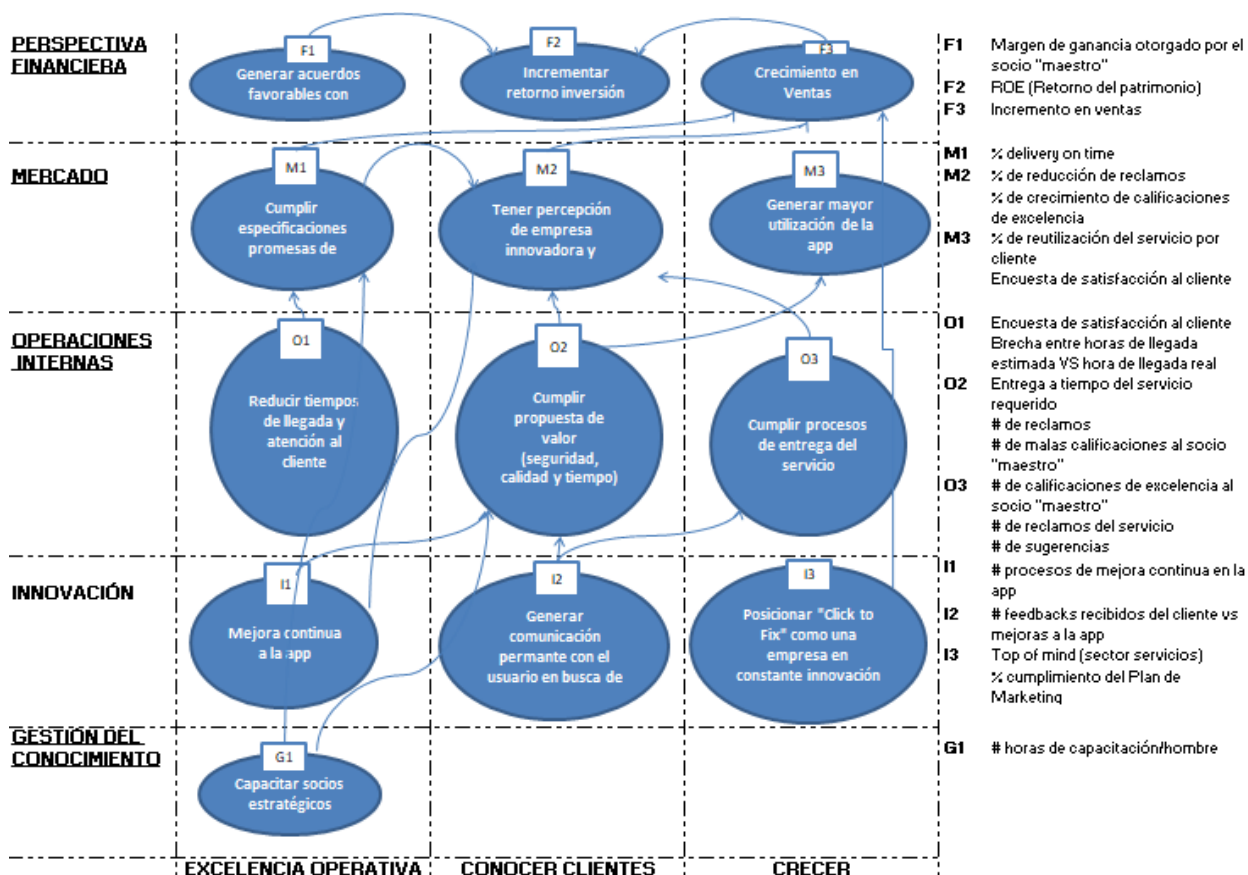 PERSPECTIVA
FINANCIERA
F1
Generar acuerdos
favorables con
F2
Incrementar
retorno inversión
F3
Crecimiento en
Ventas
F1 Margen de ganancia otorgado por el
socio "maestro"
F2 ROE (Retorno del patrimonio)
F3 Incremento en ventas
MERCADO
M1
Cumplir
especificaciones
promesas de
M2
Tener percepción
de empresa
innovadora y
M3
Generar mayor
utilización de la
app
M1 % delivery on time
M2 % de reducción de reclamos
% de crecimiento de calificaciones
de excelencia
M3 % de reutilización del servicio por
cliente
Encuesta de satisfacción al cliente
OPERACIONES
INTERNAS
O1
Reducir tiempos
de llegada y
atención al
cliente
O2
Cumplir
propuesta de
valor
(seguridad,
calidad y tiempo)
O3
Cumplir procesos
de entrega del
servicio
O1 Encuesta de satisfacción al cliente
Brecha entre horas de llegada
estimada VS hora de llegada real
O2 Entrega a tiempo del servicio
requerido
# de reclamos
# de malas calificaciones al socio
"maestro"
O3 # de calificaciones de excelencia al
socio "maestro"
# de reclamos del servicio
# de sugerencias
INNOVACIÓN
I1
Mejora continua
a la app
I2
Generar
comunicación
permante con el
usuario en busca de
I3
Posicionar "Click to
Fix" como una
empresa en
constante innovación
I1 # procesos de mejora continua en la
app
I2 # feedbacks recibidos del cliente vs
mejoras a la app
I3 Top of mind (sector servicios)
% cumplimiento del Plan de
Marketing
GESTIÓN DEL
CONOCIMIENTO
G1
Capacitar socios
estratégicos
G1 # horas de capacitación/hombre
EXCELENCIA OPERATIVA
CONOCER CLIENTES
CRECER